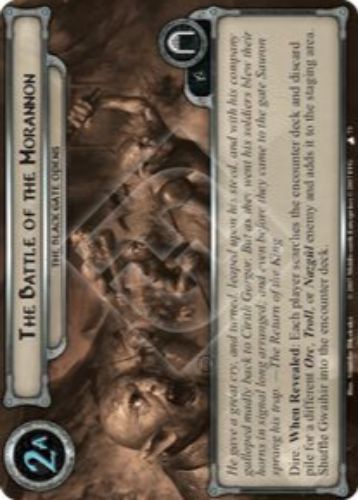 2A
THE BATTLE OF THE MORANNON
THE BLACK GATE OPENS
He gave a great cry, and turned, leaped upon his steed, and with his company
galloped madly back to Cirith Gorgor. But as they went his soldiers blew their
horns in signal long arranged; and even before they came to the gate Sauron
sprang his trap. —The Return of the King
Dire. When Revealed: Each player searches the encounter deck and discard
pile for a different Orc, Troll, or Nazgûl enemy and adds it to the staging area.
Shuffle Gwaihir into the encounter deck.
Illus.